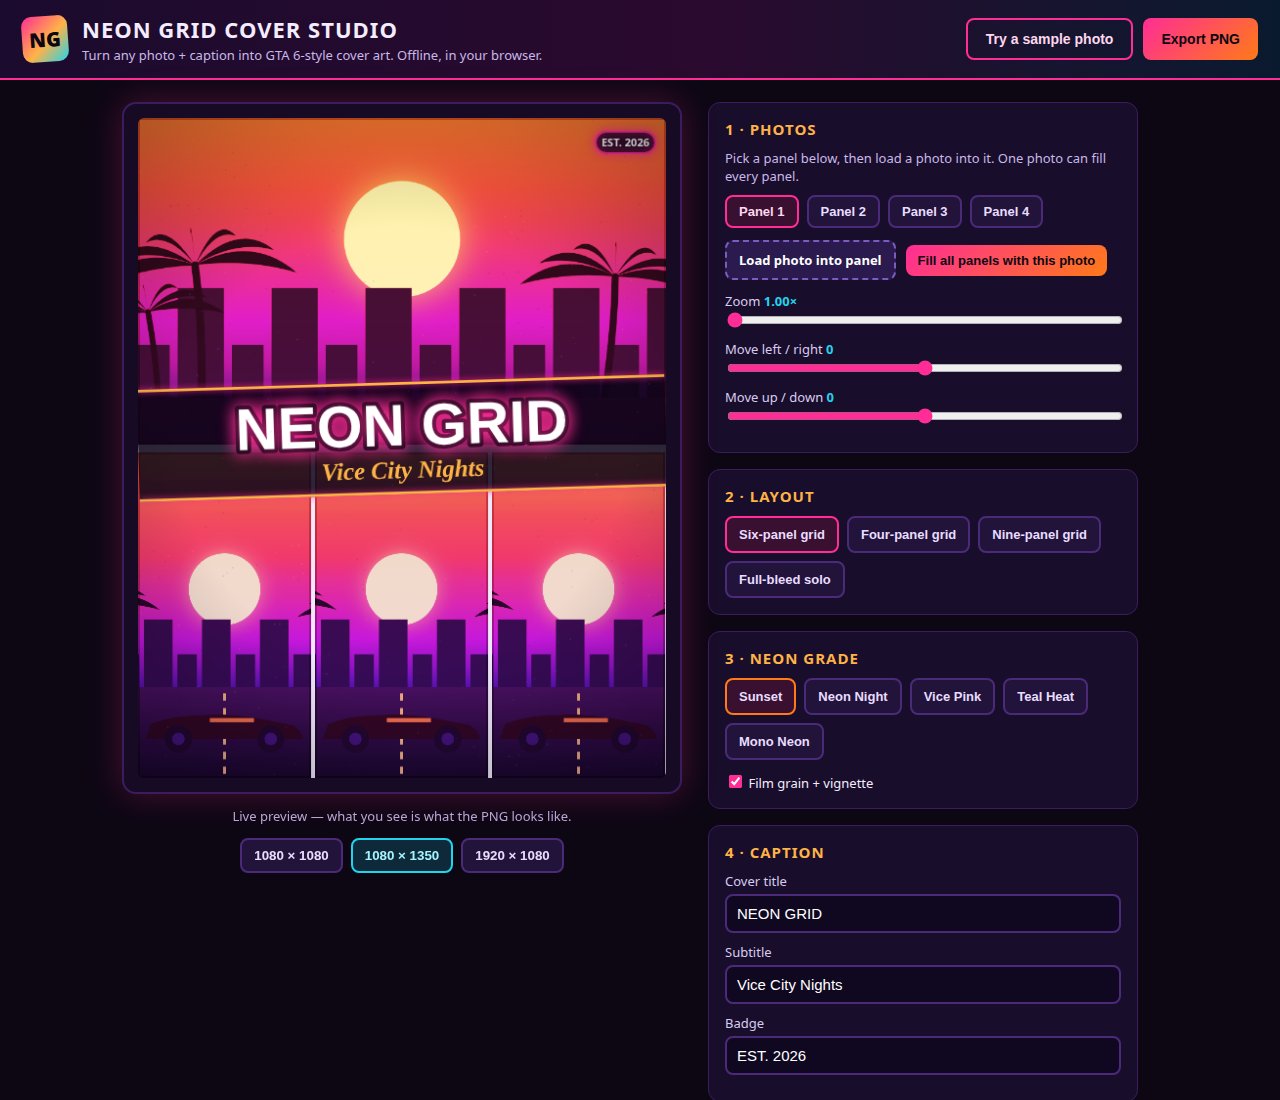 NG
NEON GRID COVER STUDIO
Turn any photo + caption into GTA 6-style cover art. Offline, in your browser.
Try a sample photo
Export PNG
EST. 2026
NEON GRID
Vice City Nights
Live preview — what you see is what the PNG looks like.
1080 × 1080
1080 × 1350
1920 × 1080
1 · PHOTOS
Pick a panel below, then load a photo into it. One photo can fill
every panel.
Panel 1
Panel 2
Panel 3
Panel 4
Load photo into panel
Fill all panels with this photo
Zoom 1.00×
Move left / right 0
Move up / down 0
2 · LAYOUT
Six-panel grid
Four-panel grid
Nine-panel grid
Full-bleed solo
3 · NEON GRADE
Sunset
Neon Night
Vice Pink
Teal Heat
Mono Neon
Film grain + vignette
4 · CAPTION
Cover title
NEON GRID
Subtitle
Vice City Nights
Badge
EST. 2026